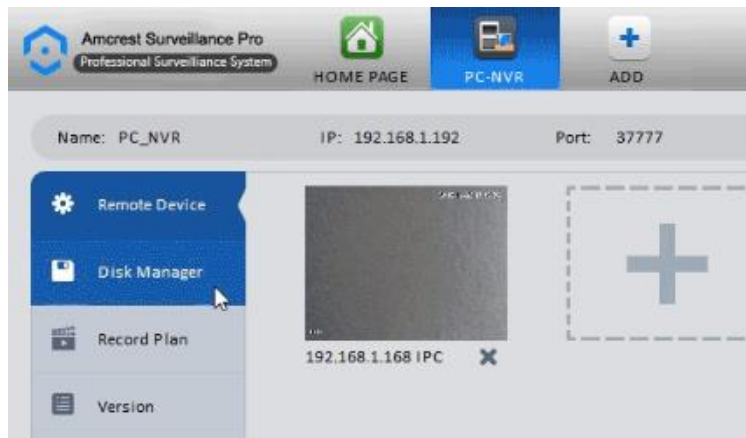 Amcrest Surveillance Pro
Professional Surveillance System
HOME PAGE
PC-NVR
ADD
Name: PC_NVR IP: 192.168.1.192 Port: 37777
Remote Device
Disk Manager
Record Plan
Version
192.168.1.168 IPC